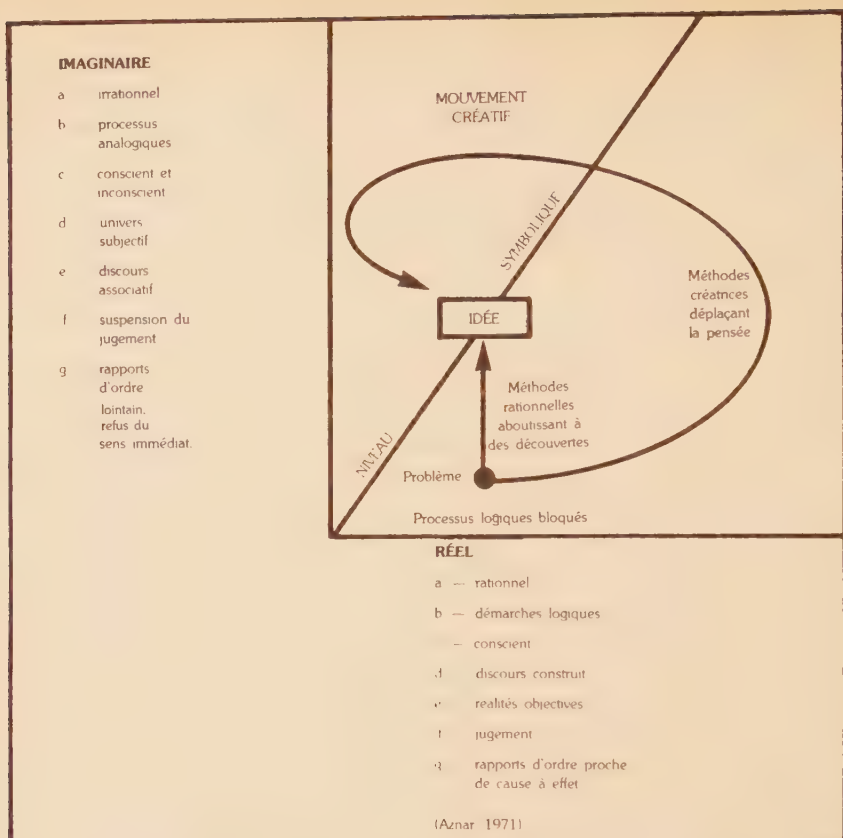 IMAGINAIRE
a irrationnel
b processus
analogiques
c conscient et
inconscient
d univers
subjectif
e discours
associatif
f suspension du
jugement
g rapports
d'ordre
lointain,
refus du
sens immédiat.
MOUVEMENT
CRÉATIF
SYMBOLIQUE
Méthodes
créatrices
déplaçant
la pensée
IDÉE
Méthodes
rationnelles
aboutissant à
des découvertes
NIVEAU
Problème
Processus logiques bloqués
RÉEL
a — rationnel
b — démarches logiques
– conscient
d discours construit
e réalités objectives
f jugement
g rapports d'ordre proche
de cause à effet
(Aznar 1971)